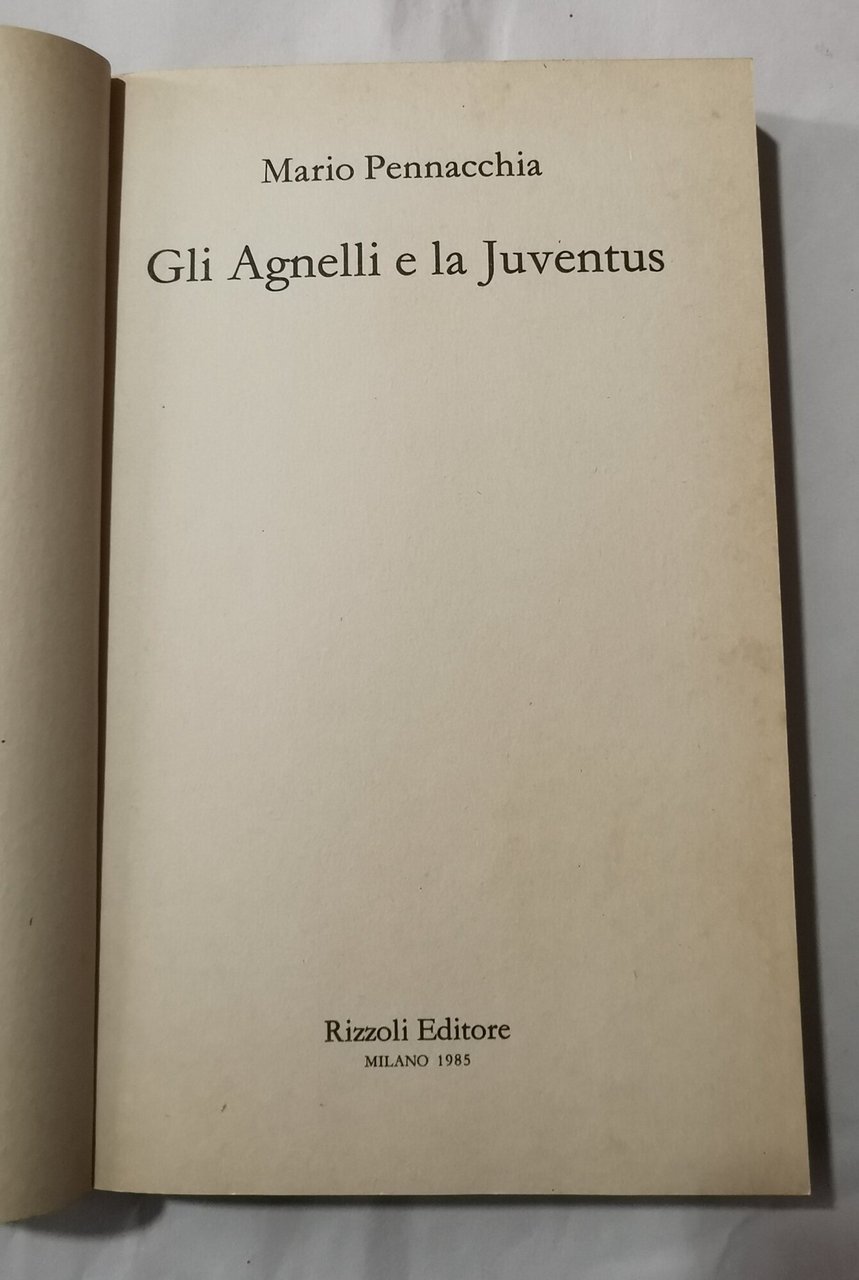 Mario Pennacchia
Gli Agnelli e la Juventus
Rizzoli Editore
MILANO 1985